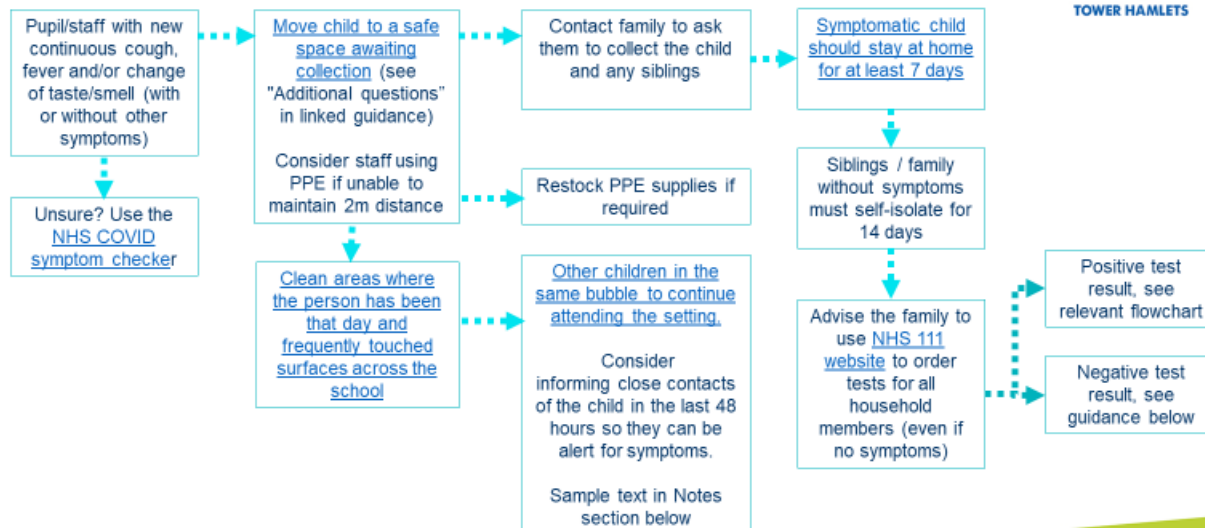 TOWER HAMLETS
Pupil/staff with new
continuous cough,
fever and/or change
of taste/smell (with
or without other
symptoms)
Unsure? Use the
NHS COVID
symptom checker
Move child to a safe
space awaiting
collection (see
"Additional questions”
in linked guidance)
Consider staff using
PPE if unable to
maintain 2m distance
Clean areas where
the person has been
that day and
frequently touched
surfaces across the
school
Contact family to ask
them to collect the child
and any siblings
Restock PPE supplies if
required
Other children in the
same bubble to continue
attending the setting.
Consider
informing close contacts
of the child in the last 48
hours so they can be
alert for symptoms.
Sample text in Notes
section below
Symptomatic child
should stay at home
for at least 7 days
Siblings / family
without symptoms
must self-isolate for
14 days
Advise the family to
use NHS 111
website to order
tests for all
household
members (even if
no symptoms)
Positive test
result, see
relevant flowchart
Negative test
result, see
guidance below